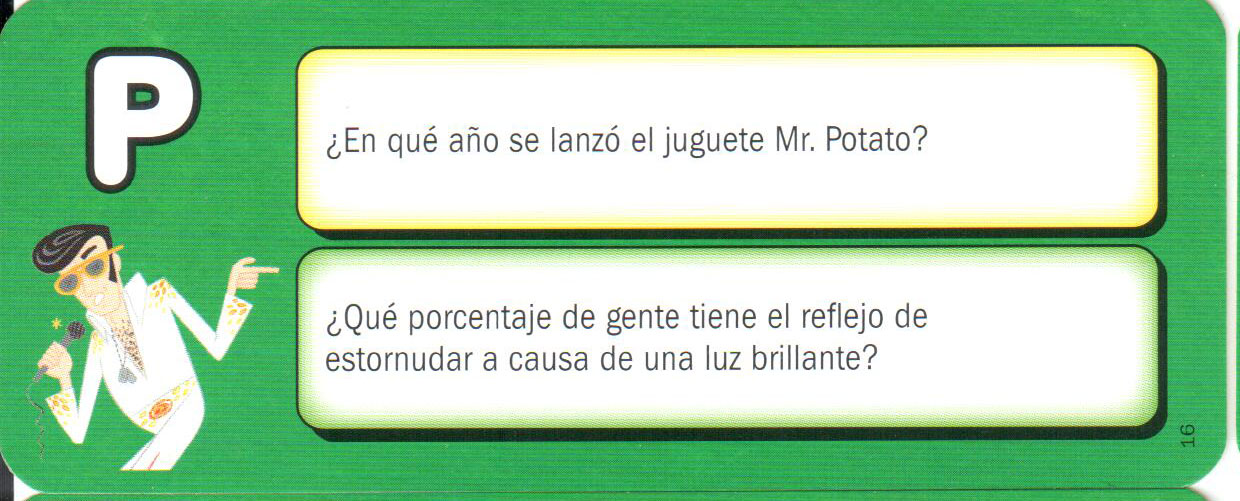 P
¿En qué año se lanzó el juguete Mr. Potato?
¿Qué porcentaje de gente tiene el reflejo de
estornudar a causa de una luz brillante?
16